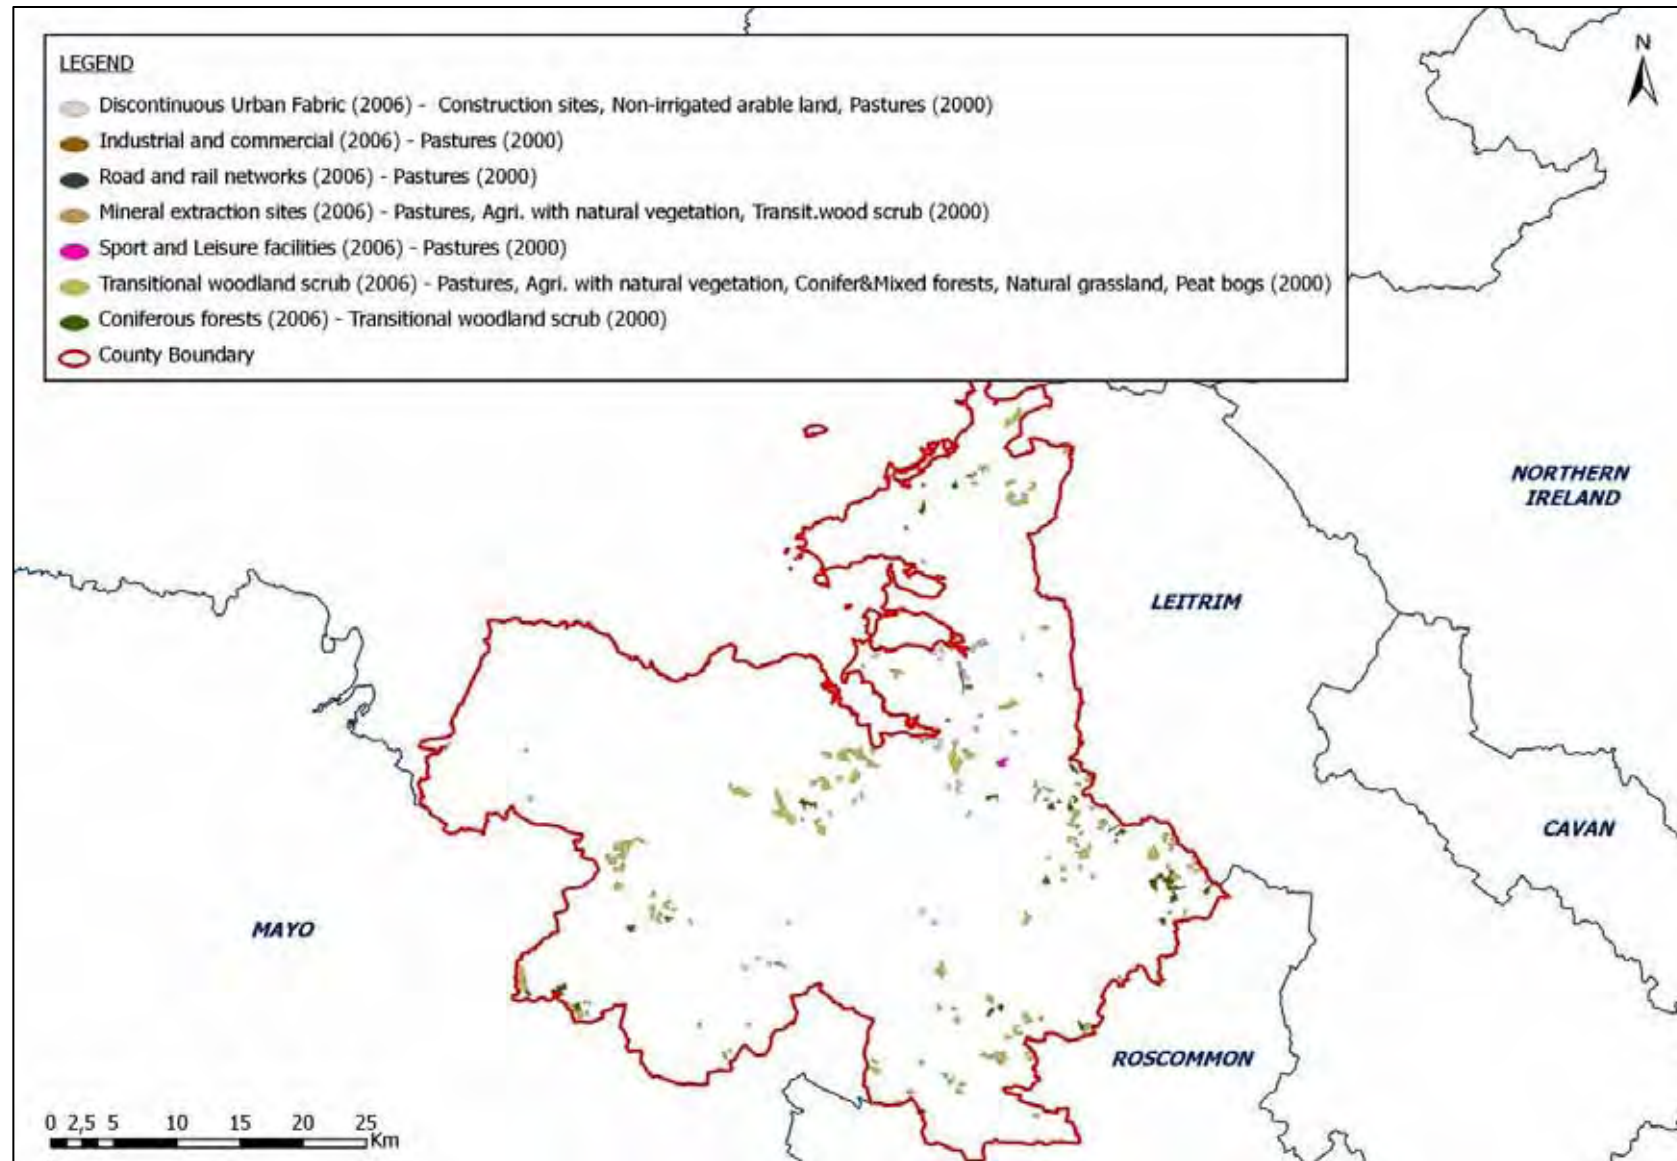 LEGEND
Discontinuous Urban Fabric (2006) - Construction sites, Non-irrigated arable land, Pastures (2000)
Industrial and commercial (2006) - Pastures (2000)
Road and rail networks (2006) - Pastures (2000)
Mineral extraction sites (2006) - Pastures, Agri. with natural vegetation, Transit.wood scrub (2000)
Sport and Leisure facilities (2006) - Pastures (2000)
Transitional woodland scrub (2006) - Pastures, Agri. with natural vegetation, Conifer&Mixed forests, Natural grassland, Peat bogs (2000)
Coniferous forests (2006) - Transitional woodland scrub (2000)
County Boundary
N
NORTHERN
IRELAND
LEITRIM
CAVAN
MAYO
ROSCOMMON
0 2,5 5 10 15 20 25
Km